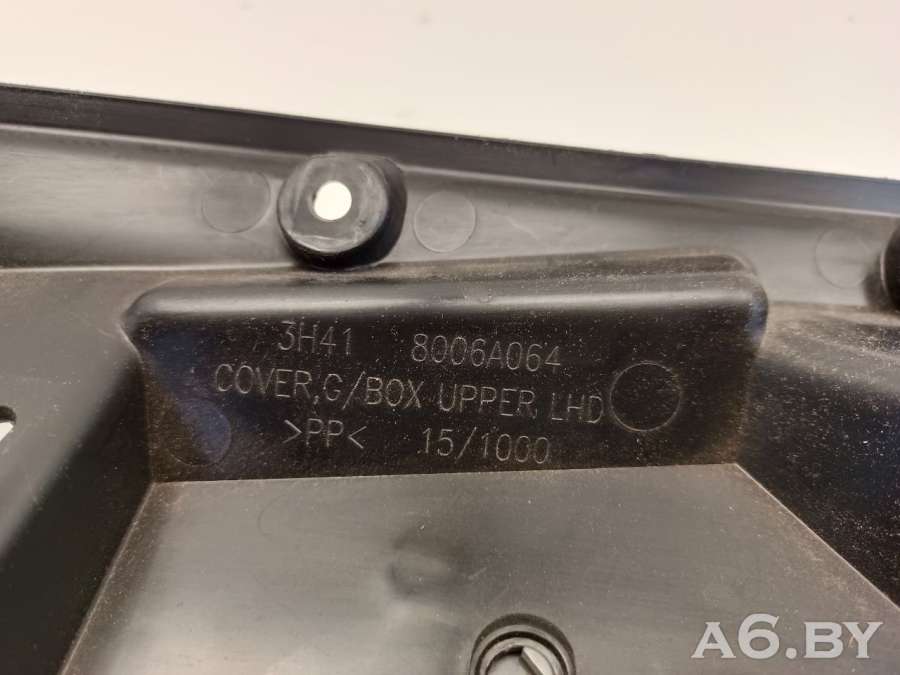 3H41 8006A064
COVER,G/BOX UPPER, LHD
>PP< 15/1000
A6.BY